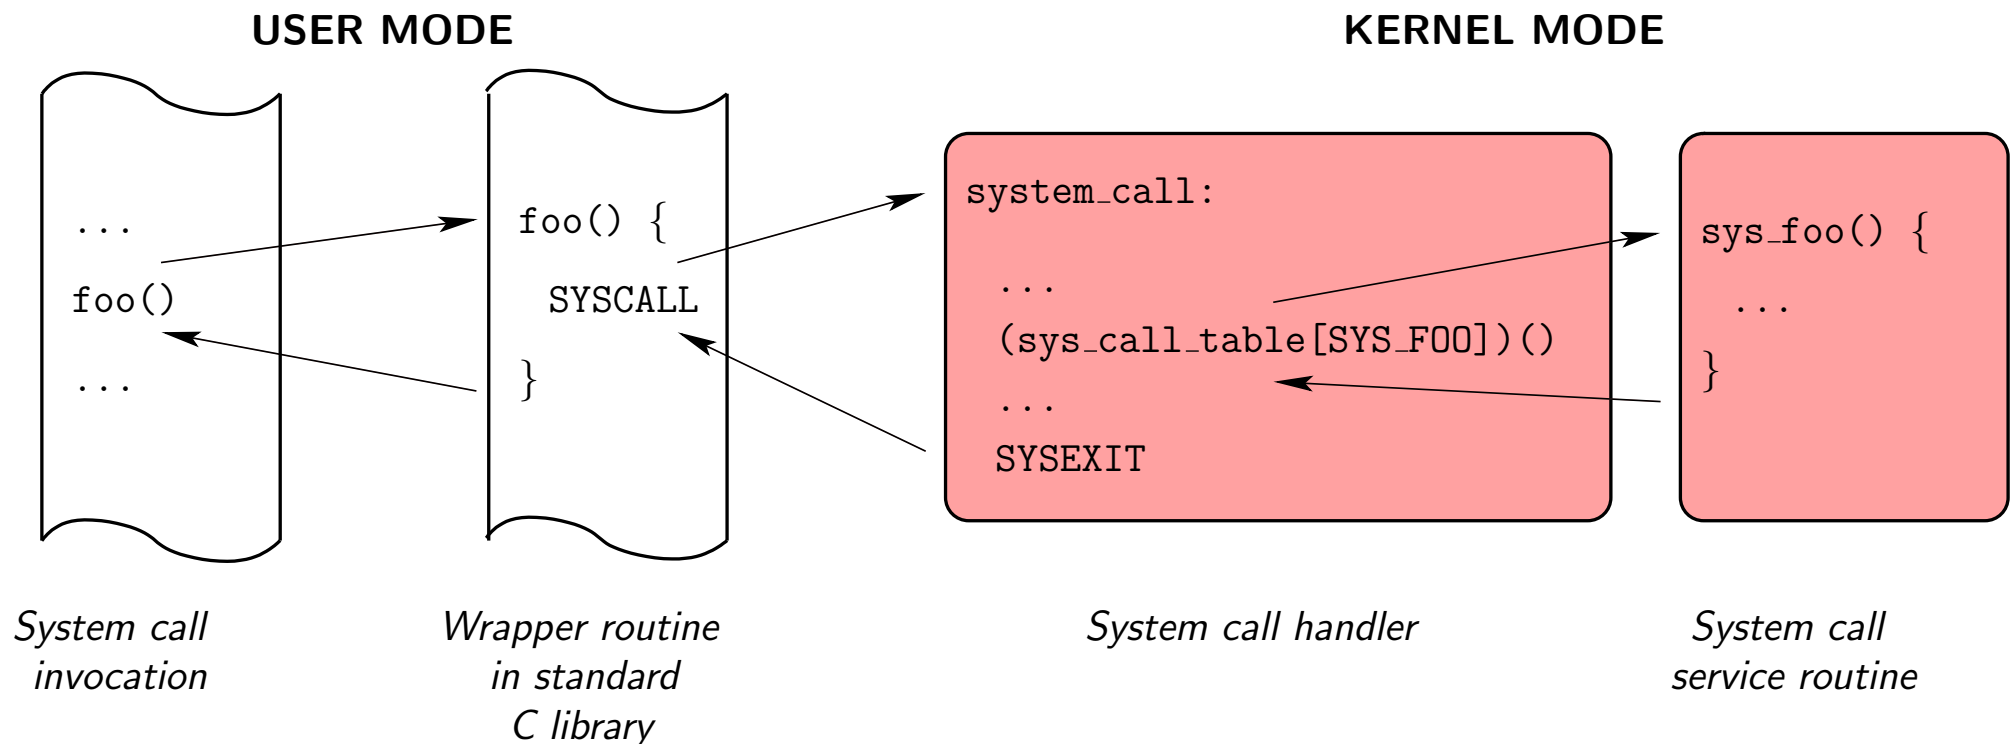 USER MODE
KERNEL MODE
...
foo()
...
foo() {
SYSCALL
}
system_call:
...
(sys_call_table[SYS_FOO])()
...
SYSEXIT
sys_foo() {
...
}
System call
invocation
Wrapper routine
in standard
C library
System call handler
System call
service routine